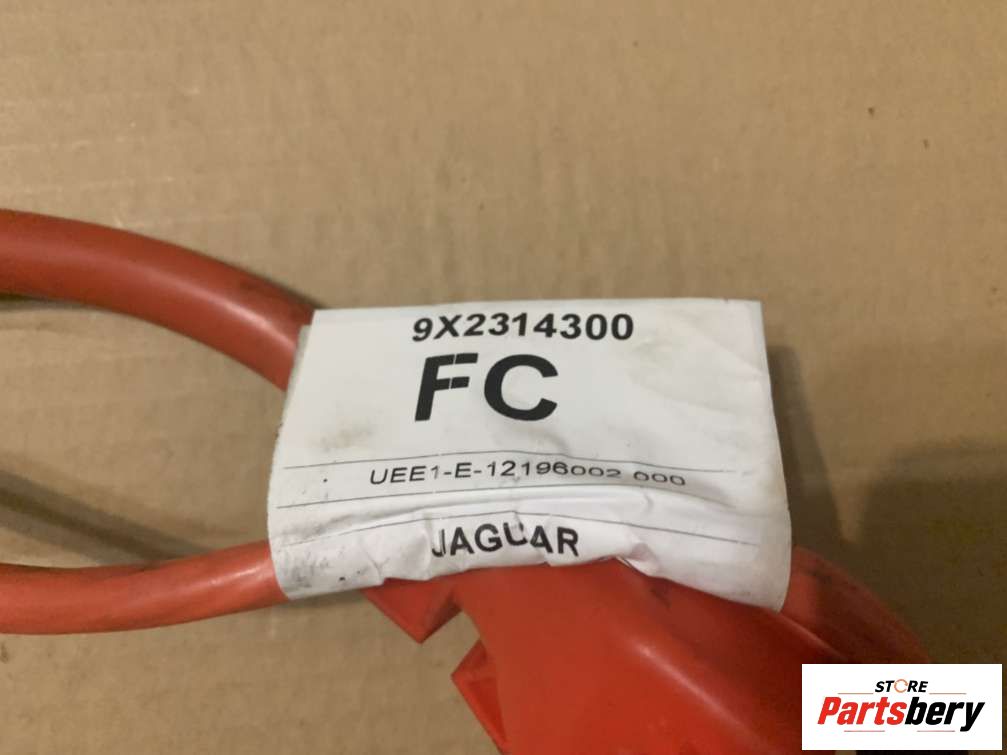 9X2314300
FC
UEE1-E-12196002 000
JAGUAR
STORE
Partsbery